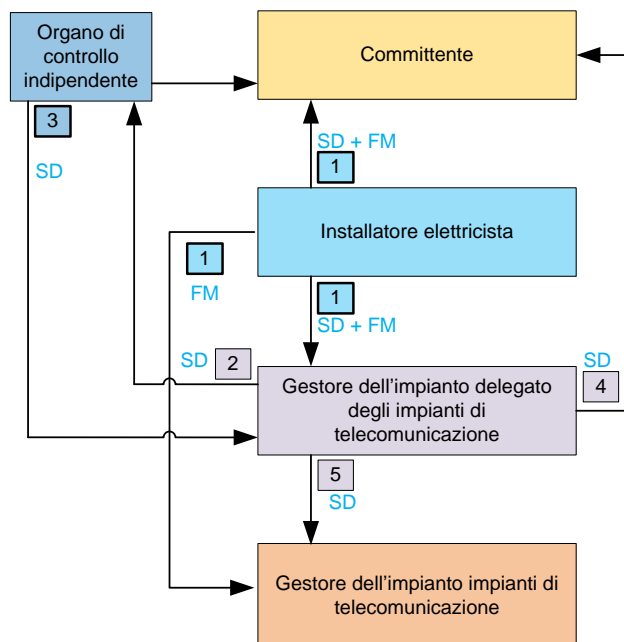 Organo di
controllo
indipendente
Committente
3
SD
SD + FM
1
Installatore elettricista
1
FM
1
SD + FM
SD
2
Gestore dell'impianto delegato
degli impianti di
telecomunicazione
SD
4
5
SD
Gestore dell'impianto impianti di
telecomunicazione